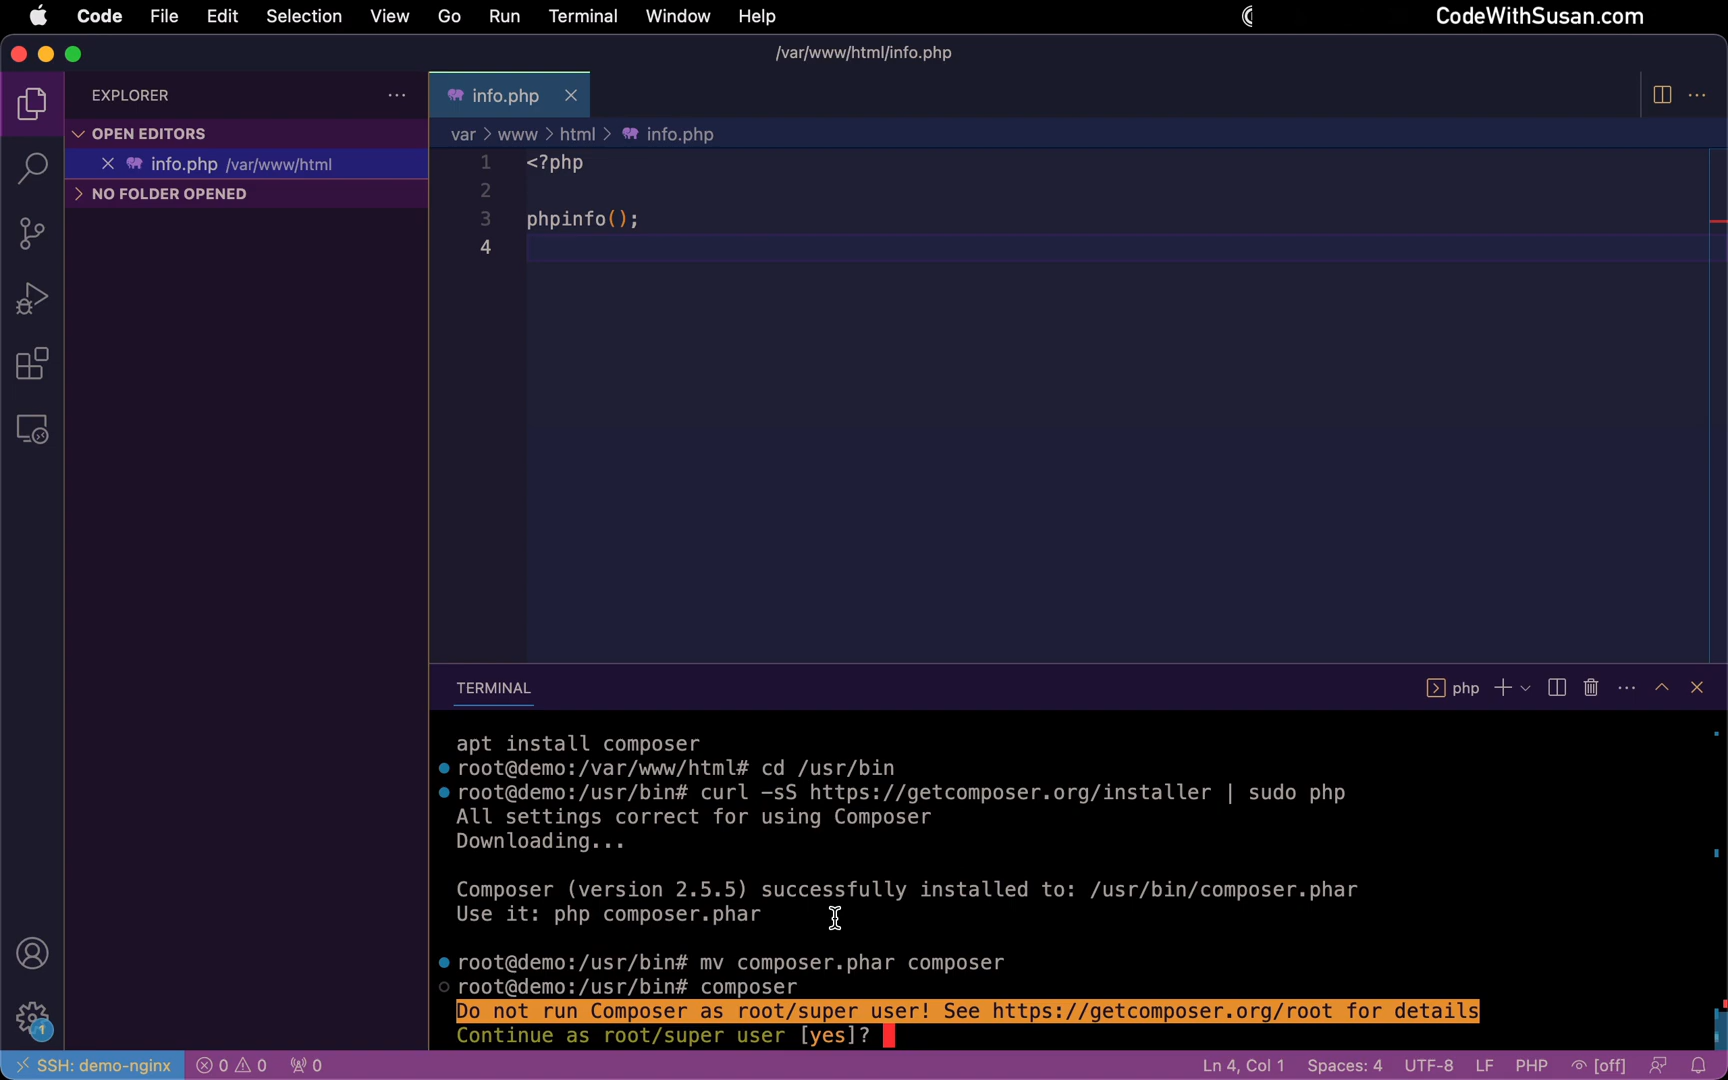 Code File Edit Selection View Go Run Terminal Window Help CodeWithSusan.com
/var/www/html/info.php
EXPLORER
OPEN EDITORS
info.php /var/www/html
NO FOLDER OPENED
info.php
var > www > html > info.php
1 <?php
2
3 phpinfo();
4
TERMINAL
php
apt install composer
root@demo:/var/www/html# cd /usr/bin
root@demo:/usr/bin# curl -sS https://getcomposer.org/installer | sudo php
All settings correct for using Composer
Downloading...
Composer (version 2.5.5) successfully installed to: /usr/bin/composer.phar
Use it: php composer.phar
root@demo:/usr/bin# mv composer.phar composer
root@demo:/usr/bin# composer
Do not run Composer as root/super user! See https://getcomposer.org/root for details
Continue as root/super user [yes]?
1
SSH: demo-nginx 0 0 0 Ln 4, Col 1 Spaces: 4 UTF-8 LF PHP [off]